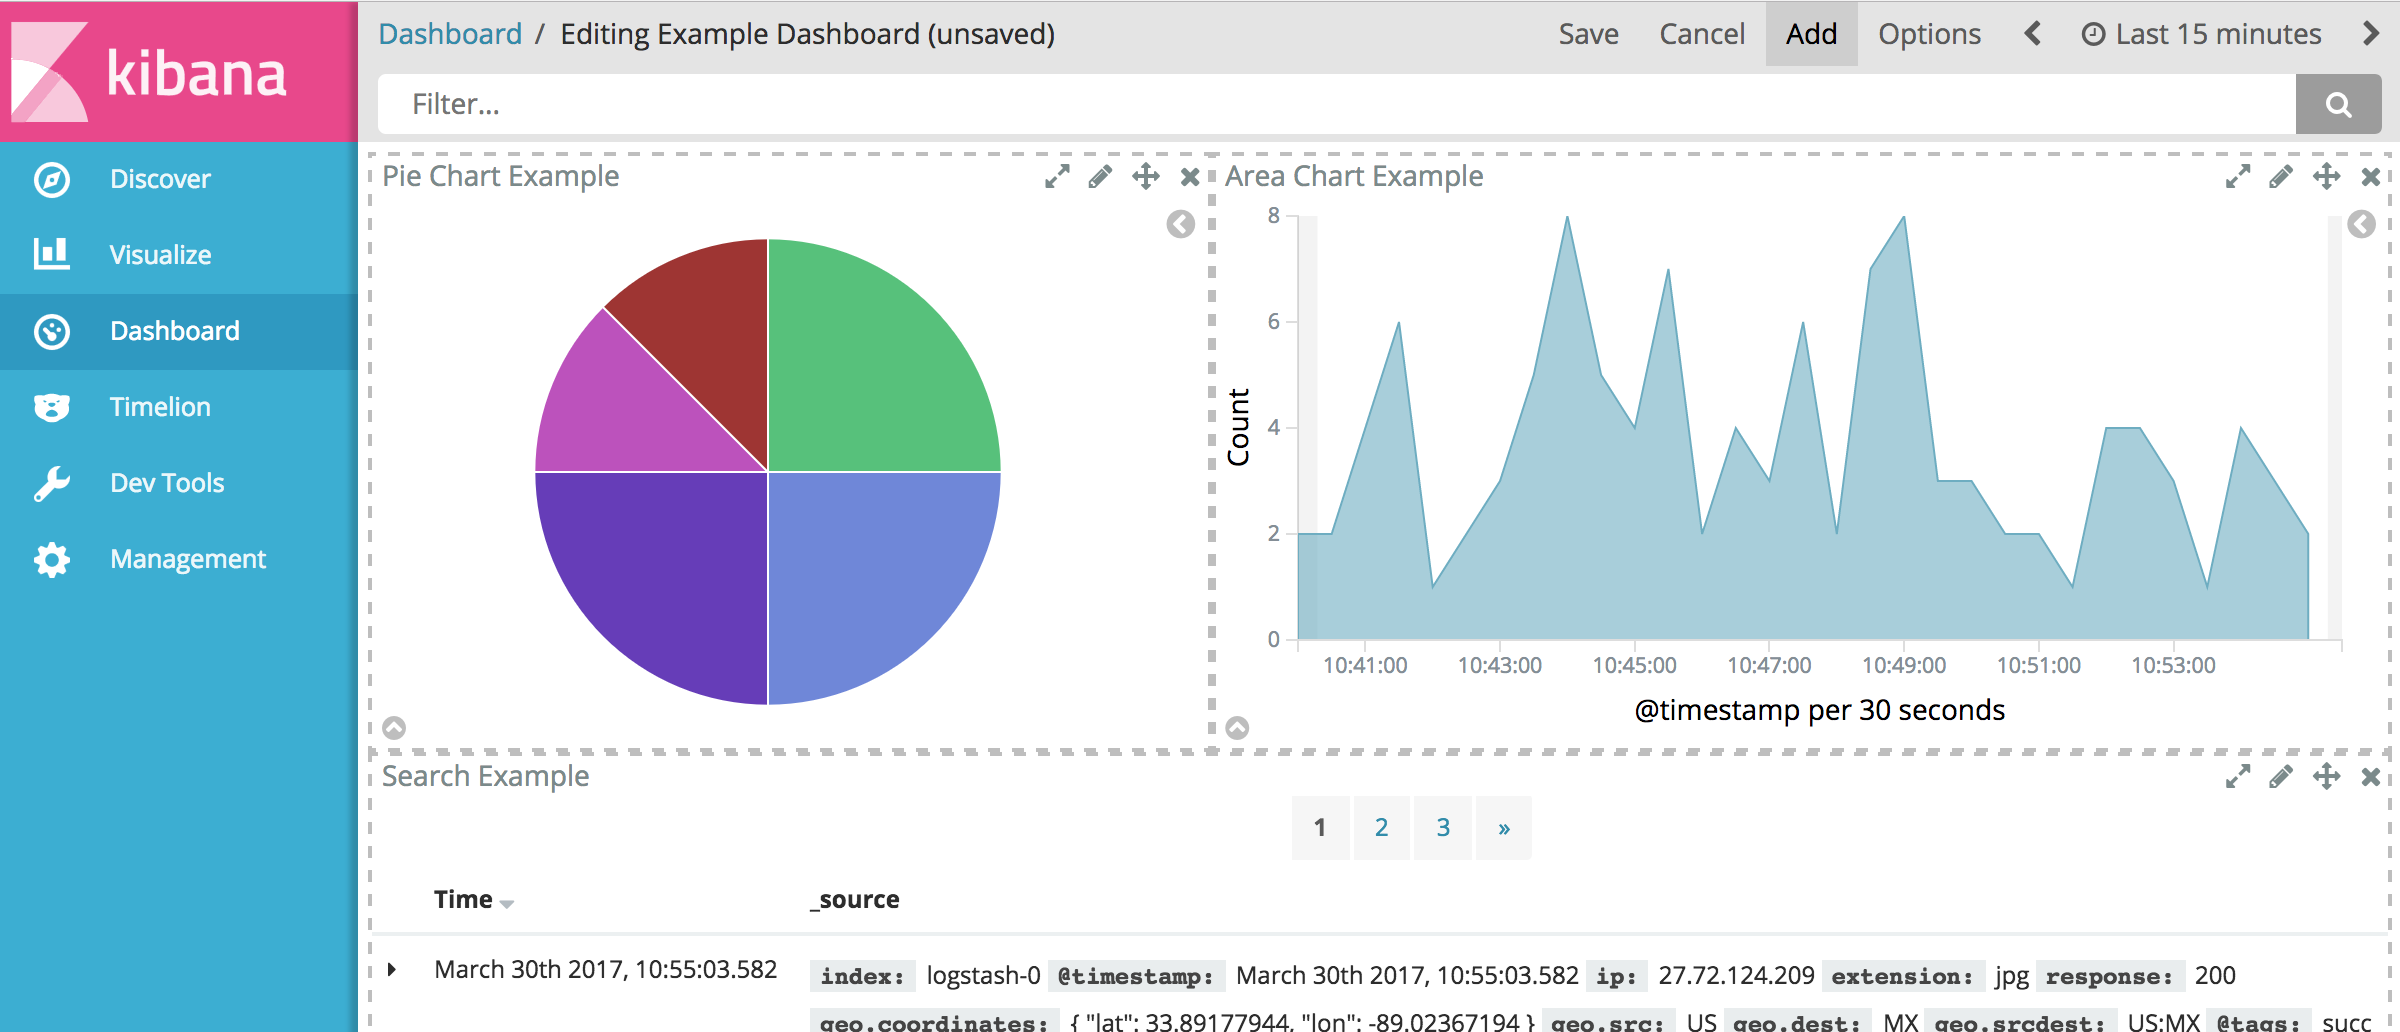 kibana
Dashboard / Editing Example Dashboard (unsaved)
Save Cancel Add Options Last 15 minutes
Filter...
Discover
Visualize
Dashboard
Timelion
Dev Tools
Management
Pie Chart Example
Area Chart Example
8
6
4
2
0
Count
10:41:00 10:43:00 10:45:00 10:47:00 10:49:00 10:51:00 10:53:00
@timestamp per 30 seconds
Search Example
1 2 3 »
Time _source
March 30th 2017, 10:55:03.582 index: logstash-0 @timestamp: March 30th 2017, 10:55:03.582 ip: 27.72.124.209 extension: jpg response: 200
geo.coordinates: { "lat": 33.89177944, "lon": -89.02367194 } geo.src: US geo.dest: MX geo.srcdest: US:MX @tags: succ